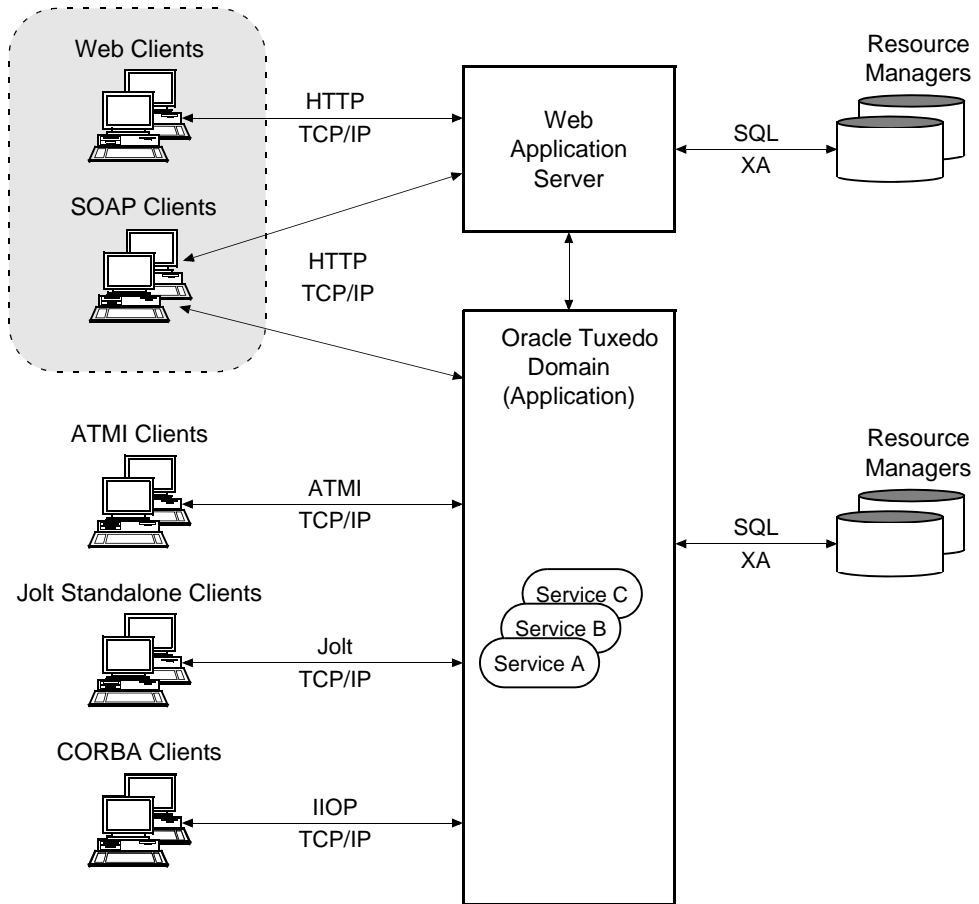 Web Clients
HTTP
TCP/IP
Web
Application
Server
SQL
XA
Resource
Managers
SOAP Clients
HTTP
TCP/IP
Oracle Tuxedo
Domain
(Application)
ATMI Clients
ATMI
TCP/IP
Resource
Managers
SQL
XA
Jolt Standalone Clients
Jolt
TCP/IP
Service C
Service B
Service A
CORBA Clients
IIOP
TCP/IP